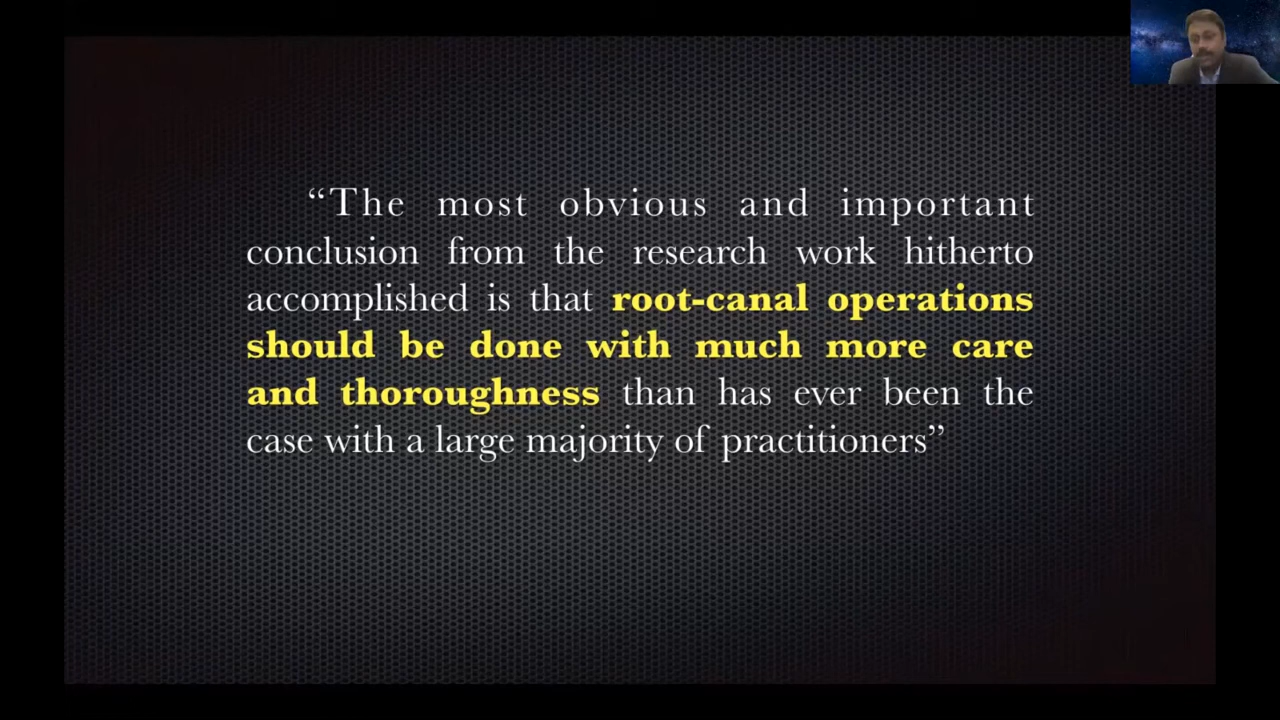 “The most obvious and important
conclusion from the research work hitherto
accomplished is that root-canal operations
should be done with much more care
and thoroughness than has ever been the
case with a large majority of practitioners”